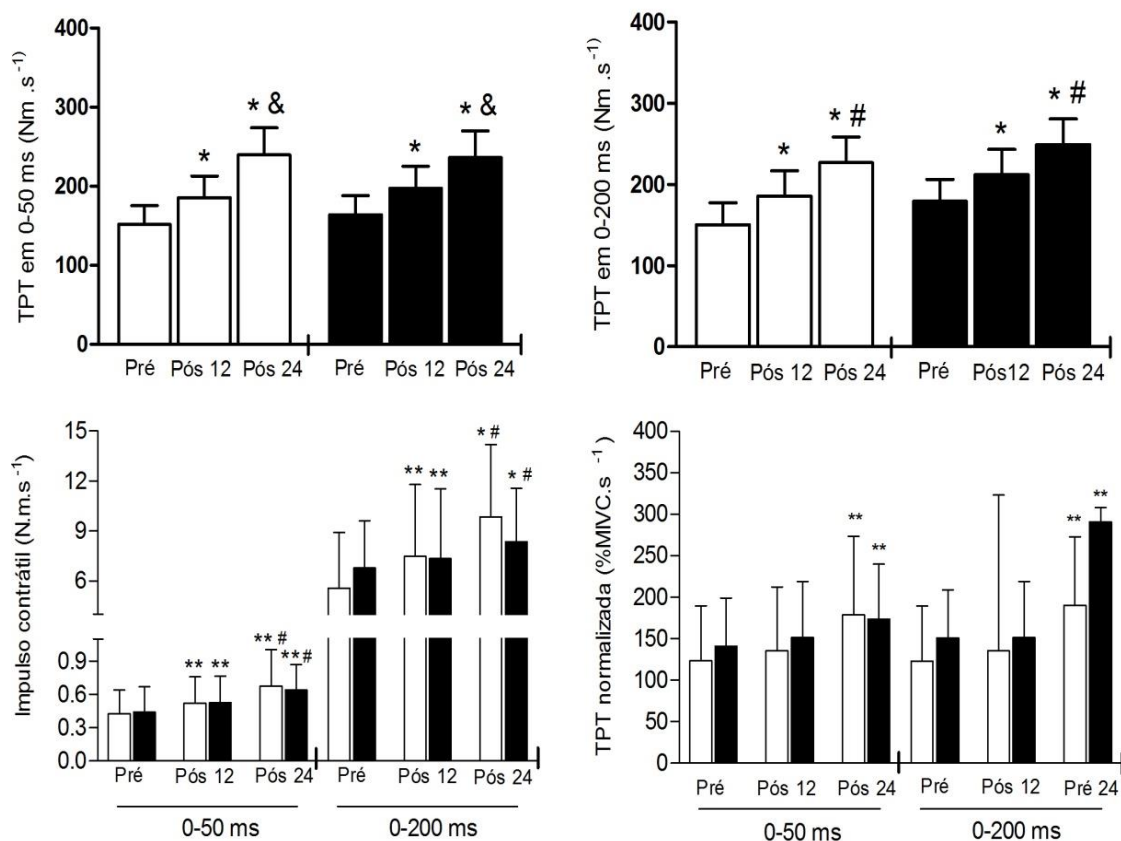 TPT em 0-50 ms (Nm .s⁻¹)
400
300
200
100
0
*
* &
*
* &
Pré
Pós 12
Pós 24
Pré
Pós 12
Pós 24
TPT em 0-200 ms (Nm .s⁻¹)
400
300
200
100
0
*
* #
*
* #
Pré
Pós 12
Pós 24
Pré
Pós12
Pós 24
Impulso contrátil (N.m.s⁻¹)
15
12
9
6
0.9
0.6
0.3
0.0
**
**
** #
**#
**
**
* #
* #
Pré
Pós 12
Pós 24
Pré
Pós 12
Pós 24
0-50 ms
0-200 ms
TPT normalizada (%MIVC.s⁻¹)
400
350
300
250
200
150
100
50
0
**
**
**
**
Pré
Pós 12
Pós 24
Pré
Pós 12
Pré 24
0-50 ms
0-200 ms